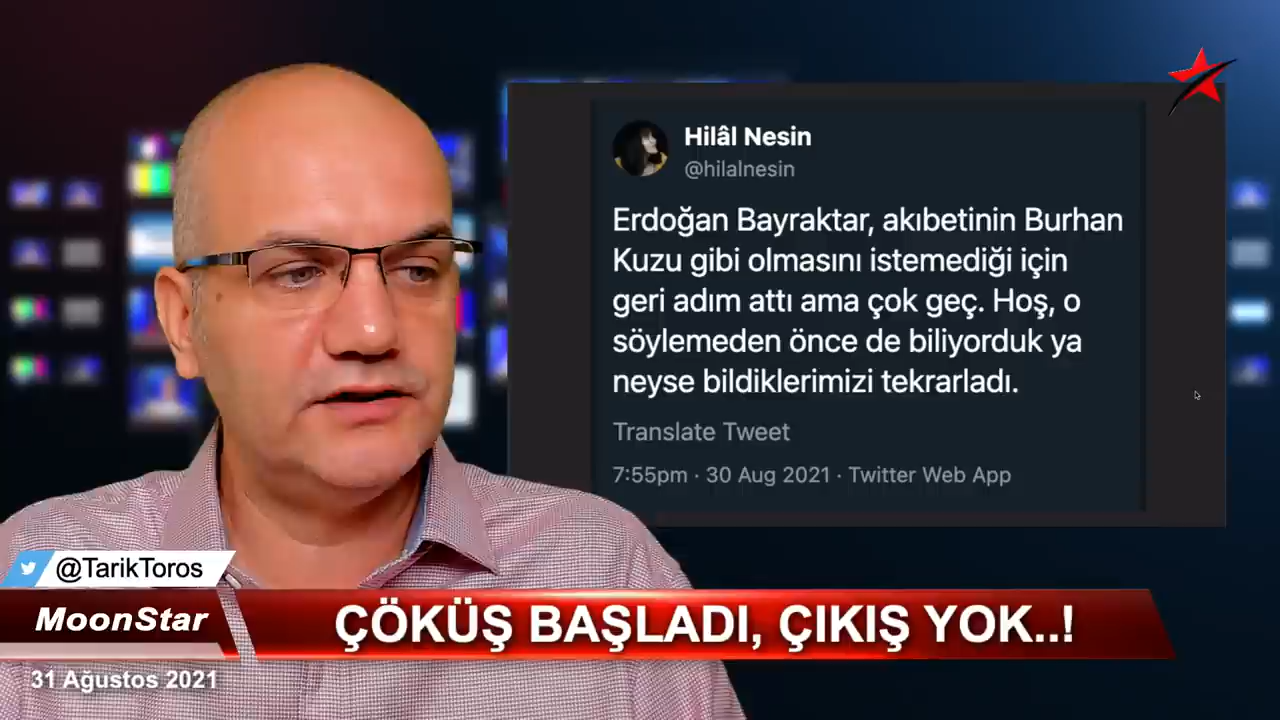 Hilâl Nesin
@hilalnesin
Erdoğan Bayraktar, akıbetinin Burhan
Kuzu gibi olmasını istemediği için
geri adım attı ama çok geç. Hoş, o
söylemeden önce de biliyorduk ya
neyse bildiklerimizi tekrarladı.
Translate Tweet
7:55pm · 30 Aug 2021 · Twitter Web App
@TarikToros
MoonStar
ÇÖKÜŞ BAŞLADI, ÇIKIŞ YOK..!
31 Ağustos 2021